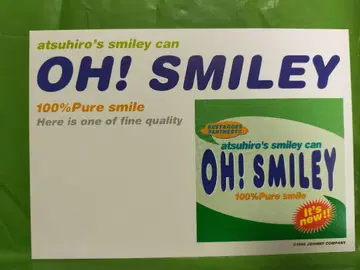 atsuhiro's smiley can
OH! SMILEY
100%Pure smile
Here is one of fine quality
atsuhiro's smiley can
OH! SMILEY
100%Pure smile
It's
new!!